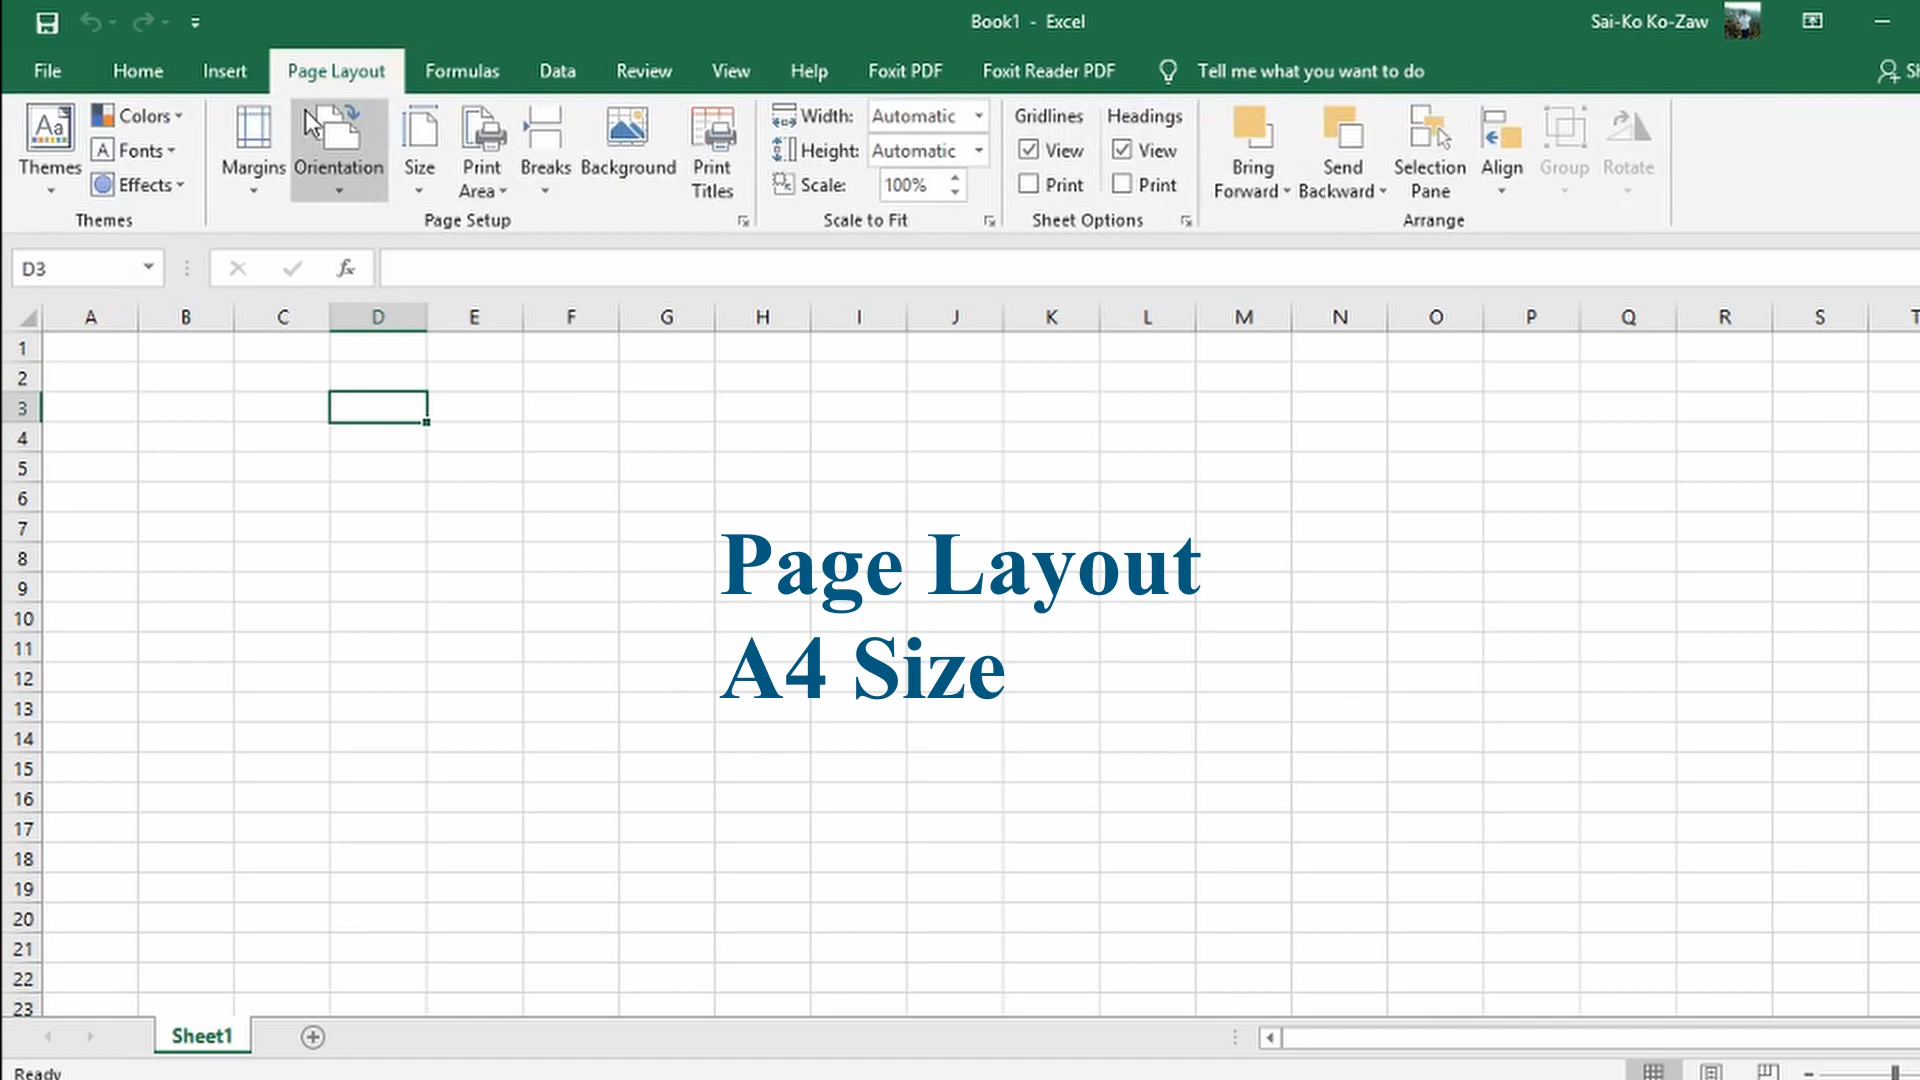 Book1 - Excel
Sai-Ko Ko-Zaw
File Home Insert Page Layout Formulas Data Review View Help Foxit PDF Foxit Reader PDF Tell me what you want to do
Themes
Colors
Fonts
Effects
Themes
Margins
Orientation
Size
Print
Area
Breaks
Background
Print
Titles
Page Setup
Width: Automatic
Height: Automatic
Scale: 100%
Scale to Fit
Gridlines
View
Print
Headings
View
Print
Sheet Options
Bring
Forward
Send
Backward
Selection
Pane
Align
Group
Rotate
Arrange
D3
fx
A B C D E F G H I J K L M N O P Q R S T
1
2
3
4
5
6
7
8
9
10
11
12
13
14
15
16
17
18
19
20
21
22
23
Page Layout
A4 Size
Sheet1
Ready